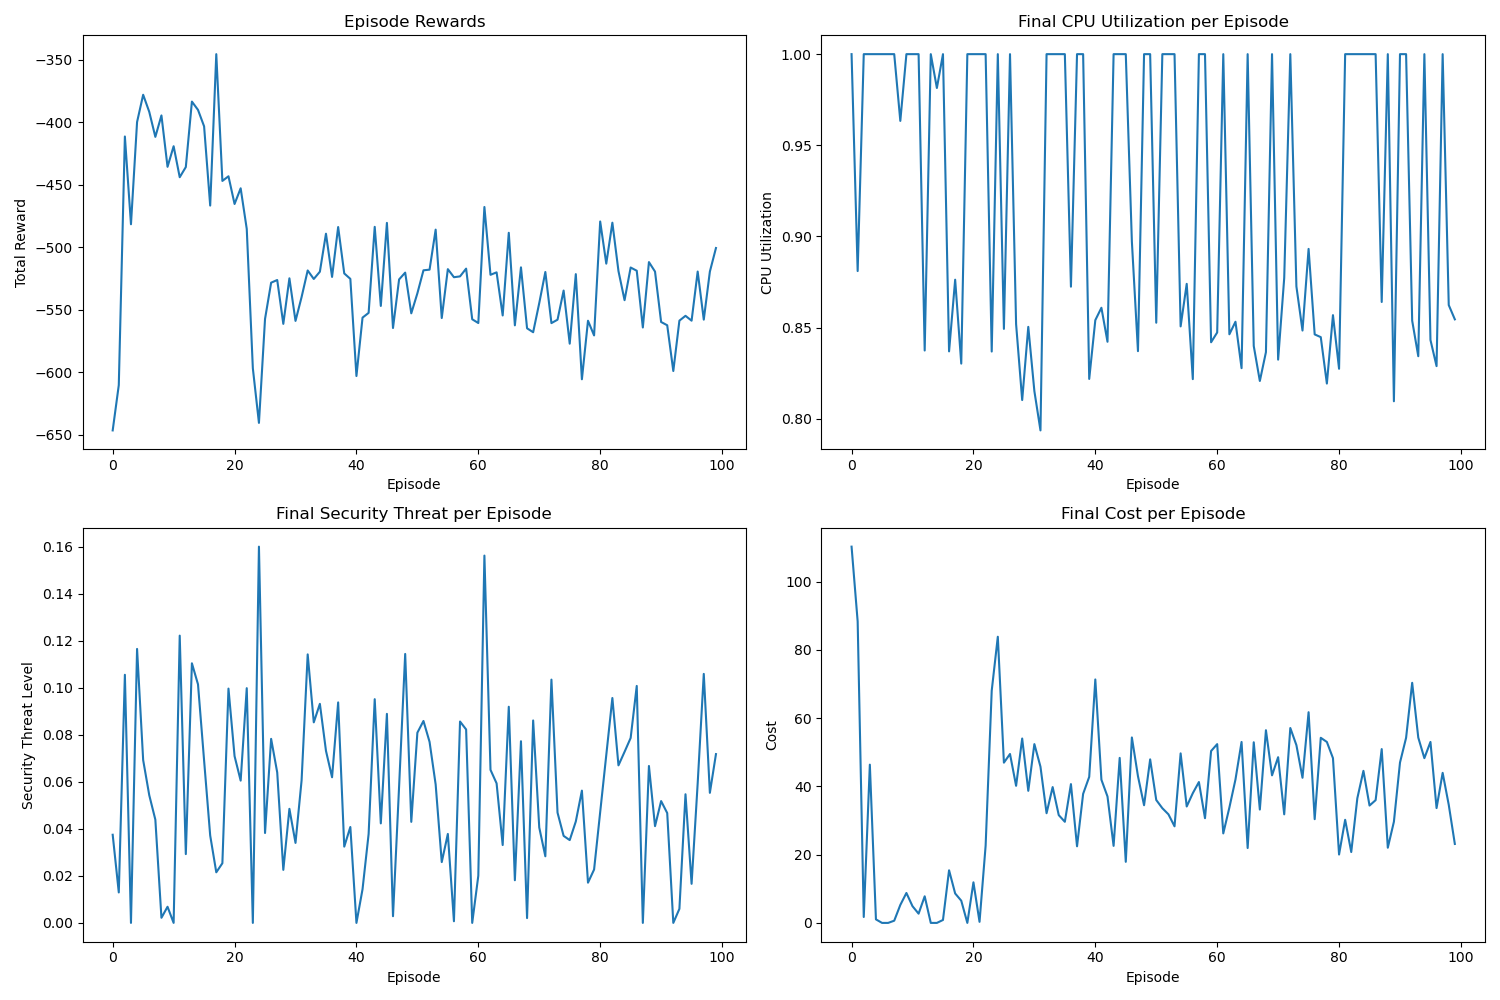 Episode Rewards
Total Reward
−350
−400
−450
−500
−550
−600
−650
0 20 40 60 80 100
Episode
Final CPU Utilization per Episode
CPU Utilization
1.00
0.95
0.90
0.85
0.80
0 20 40 60 80 100
Episode
Final Security Threat per Episode
Security Threat Level
0.16
0.14
0.12
0.10
0.08
0.06
0.04
0.02
0.00
0 20 40 60 80 100
Episode
Final Cost per Episode
Cost
100
80
60
40
20
0
0 20 40 60 80 100
Episode